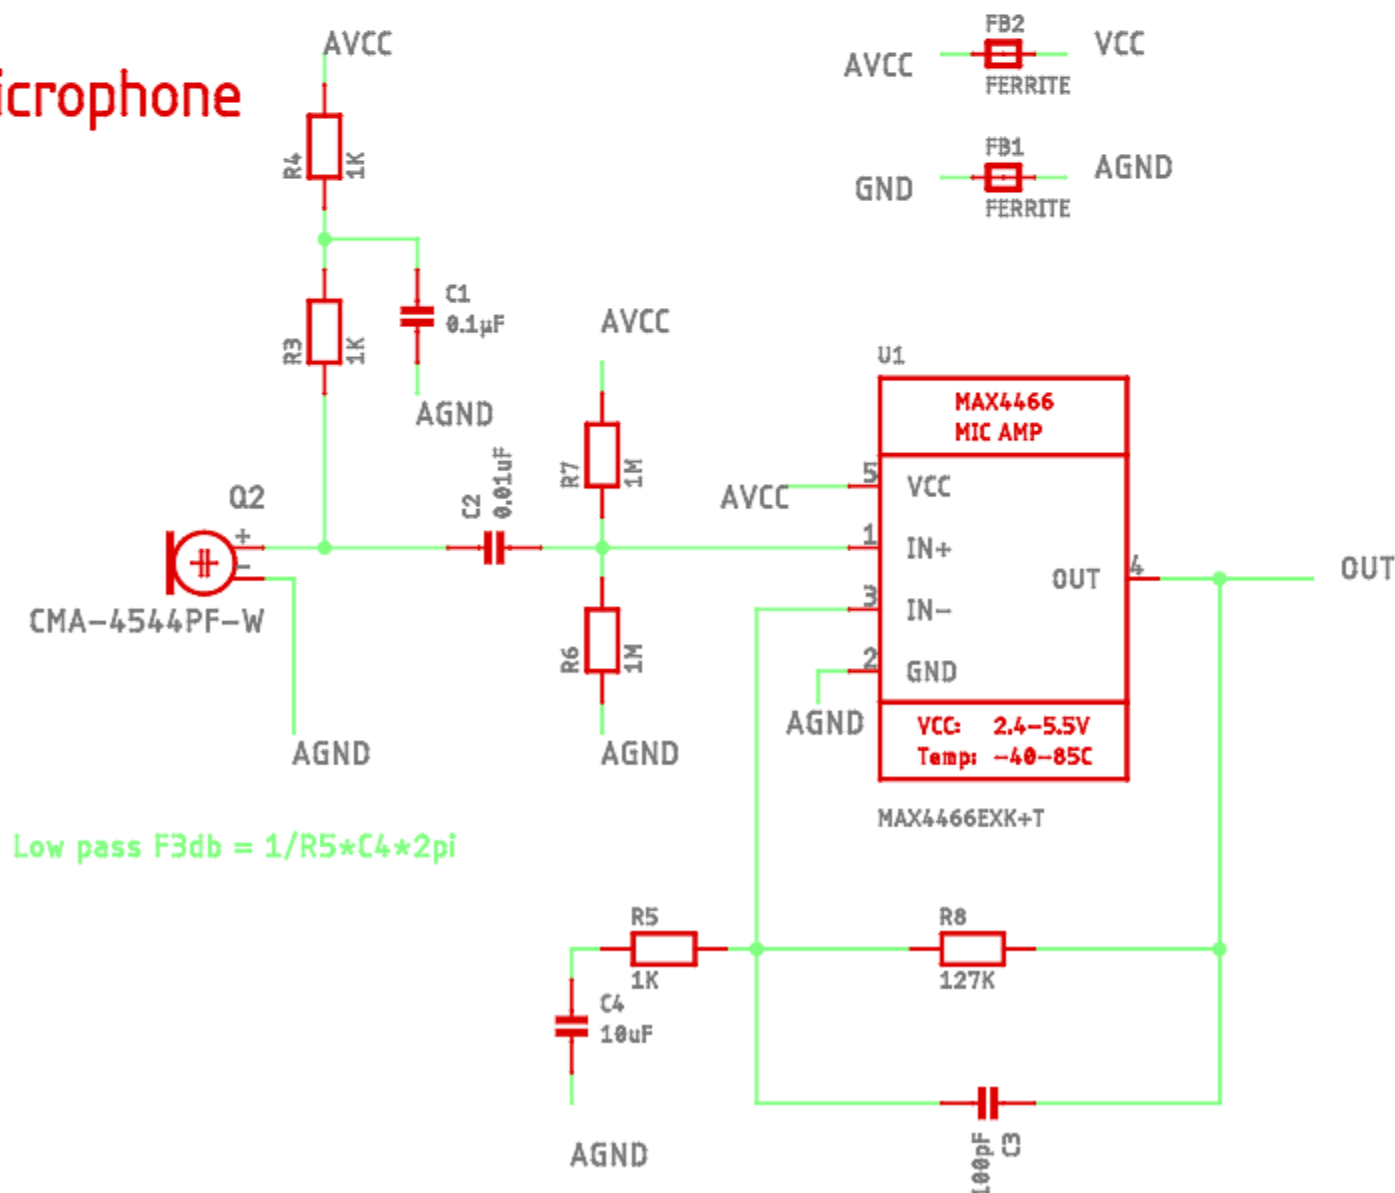 icrophone
AVCC
R4
1K
R3
1K
C1
0.1µF
AGND
AVCC
FB2
VCC
FERRITE
GND
FB1
AGND
FERRITE
AVCC
R7
1M
R6
1M
AGND
C2
0.01uF
Q2
+
-
CMA-4544PF-W
AGND
U1
MAX4466
MIC AMP
AVCC
5
VCC
1
IN+
3
IN-
2
GND
AGND
OUT
4
OUT
VCC: 2.4-5.5V
Temp: -40-85C
MAX4466EXK+T
Low pass F3db = 1/R5*C4*2pi
R5
1K
R8
127K
C4
10uF
AGND
100pF
C3